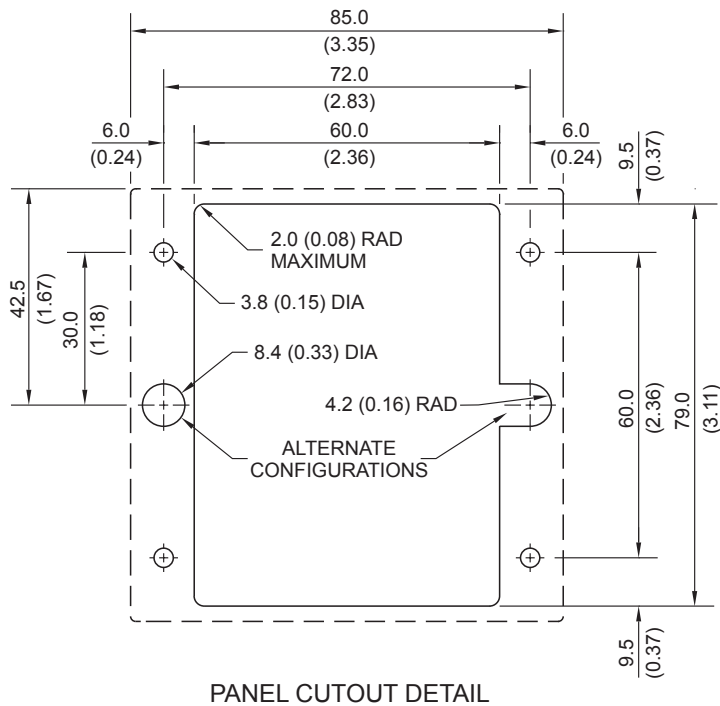 85.0
(3.35)
72.0
(2.83)
6.0
(0.24)
60.0
(2.36)
6.0
(0.24)
9.5
(0.37)
42.5
(1.67)
30.0
(1.18)
2.0 (0.08) RAD
MAXIMUM
3.8 (0.15) DIA
8.4 (0.33) DIA
4.2 (0.16) RAD
ALTERNATE
CONFIGURATIONS
60.0
(2.36)
79.0
(3.11)
9.5
(0.37)
PANEL CUTOUT DETAIL